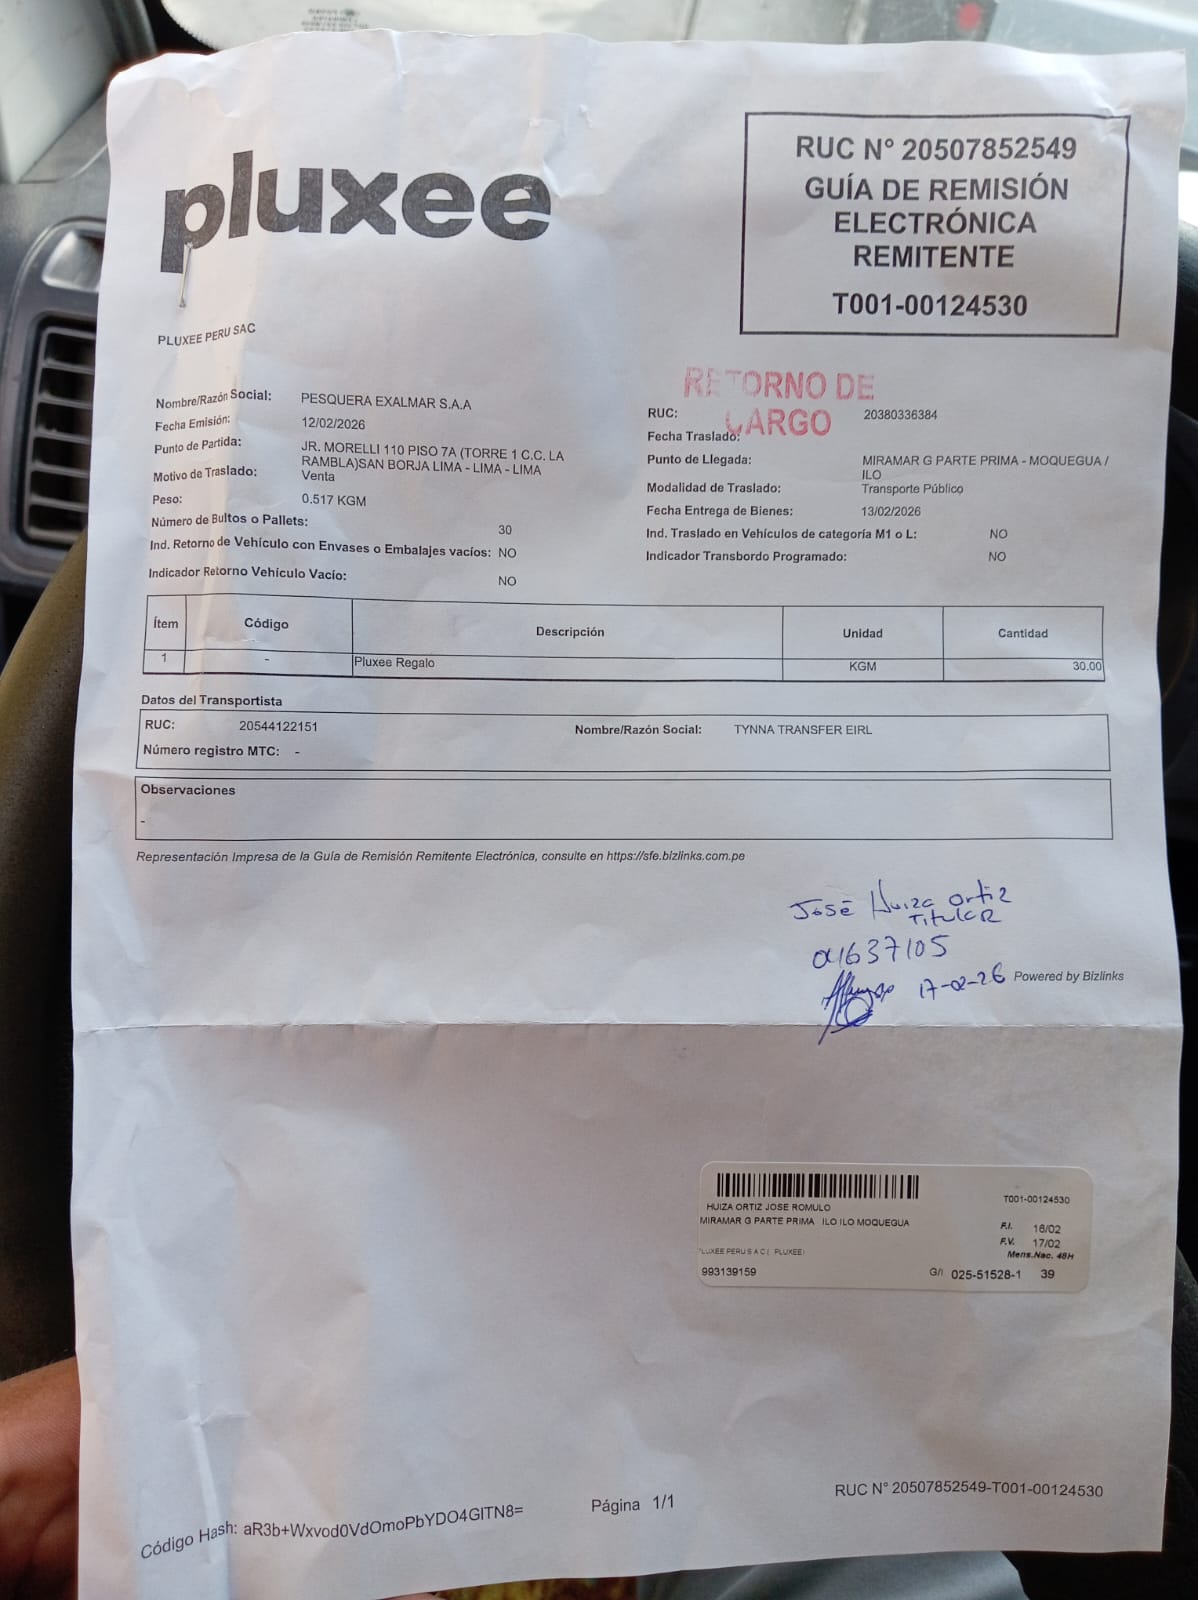 pluxee
RUC N° 20507852549
GUÍA DE REMISIÓN
ELECTRÓNICA
REMITENTE
T001-00124530
PLUXEE PERU SAC
RETORNO DE
CARGO
Nombre/Razón Social: PESQUERA EXALMAR S.A.A
RUC: 20380336384
Fecha Emisión: 12/02/2026
Fecha Traslado:
Punto de Partida: JR. MORELLI 110 PISO 7A (TORRE 1 C.C. LA
RAMBLA)SAN BORJA LIMA - LIMA - LIMA
Punto de Llegada: MIRAMAR G PARTE PRIMA - MOQUEGUA /
ILO
Motivo de Traslado: Venta
Modalidad de Traslado: Transporte Público
Peso: 0.517 KGM
Fecha Entrega de Bienes: 13/02/2026
Número de Bultos o Pallets: 30
Ind. Traslado en Vehículos de categoría M1 o L: NO
Ind. Retorno de Vehículo con Envases o Embalajes vacíos: NO
Indicador Transbordo Programado: NO
Indicador Retorno Vehículo Vacío: NO
Ítem Código Descripción Unidad Cantidad
1 - Pluxee Regalo KGM 30.00
Datos del Transportista
RUC: 20544122151 Nombre/Razón Social: TYNNA TRANSFER EIRL
Número registro MTC: -
Observaciones
-
Representación Impresa de la Guía de Remisión Remitente Electrónica, consulte en https://sfe.bizlinks.com.pe
José Huiza Ortiz
Titular
01637105
17-02-26
Powered by Bizlinks
HUIZA ORTIZ JOSE ROMULO
T001-00124530
MIRAMAR G PARTE PRIMA ILO ILO MOQUEGUA
F.I. 16/02
F.V. 17/02
Mens.Nac. 48H
PLUXEE PERU S A C ( PLUXEE)
993139159 G/I 025-51528-1 39
RUC N° 20507852549-T001-00124530
Página 1/1
Código Hash: aR3b+Wxvod0VdOmoPbYDO4GITN8=